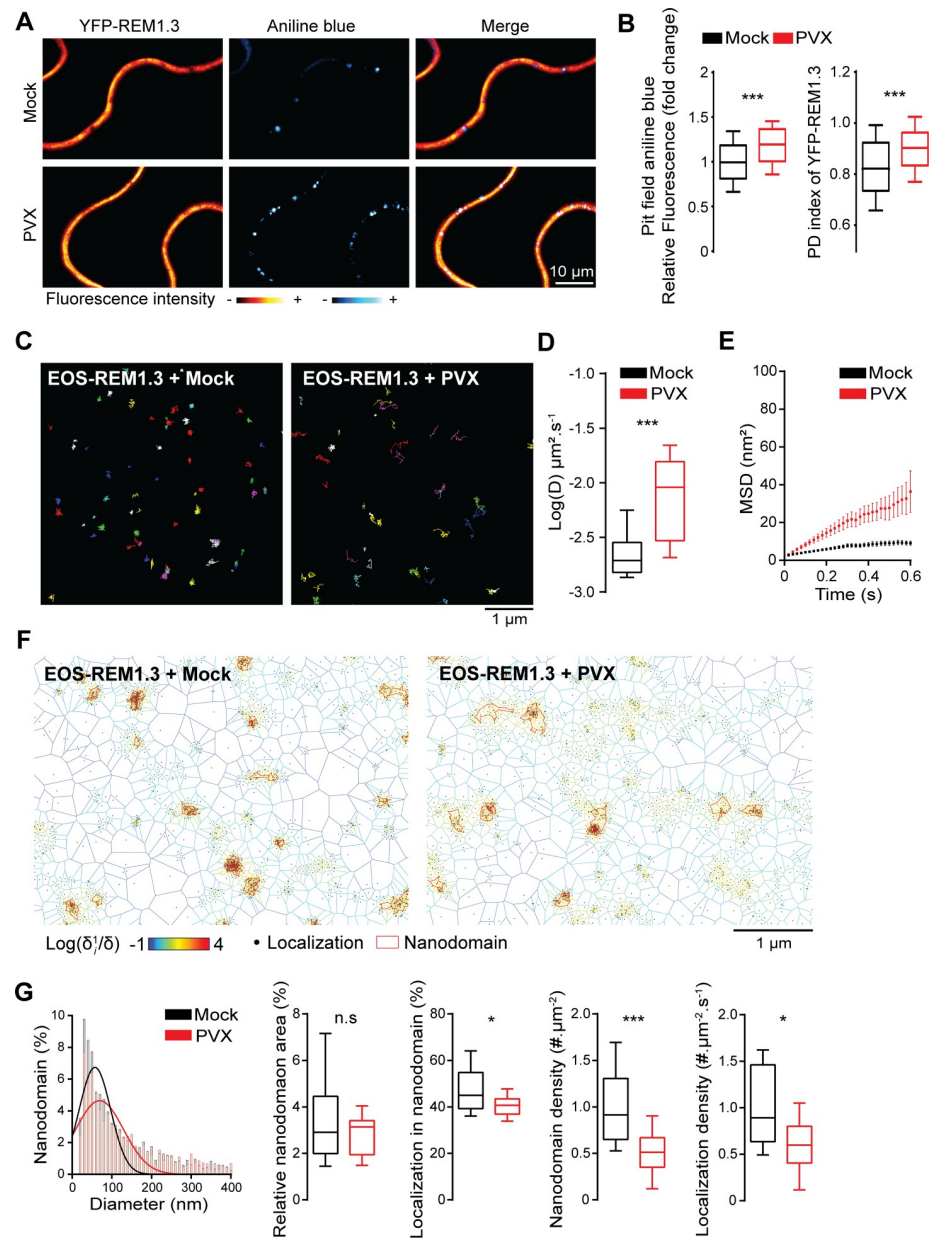 A
YFP-REM1.3
Aniline blue
Merge
Mock
PVX
10 µm
Fluorescence intensity - + - +
B
Mock PVX
Pit field aniline blue
Relative Fluorescence (fold change)
1.5
1
0.5
0
***
PD index of YFP-REM1.3
1.2
1.0
0.8
0.6
***
C
EOS-REM1.3 + Mock
EOS-REM1.3 + PVX
1 µm
D
Mock
PVX
Log(D) µm².s⁻¹
-1.0
-1.5
-2.0
-2.5
-3.0
***
E
Mock
PVX
MSD (nm²)
100
80
60
40
20
0
0.2 0.4 0.6
Time (s)
F
EOS-REM1.3 + Mock
EOS-REM1.3 + PVX
Log(δ¹ᵢ/δ) -1 4 • Localization Nanodomain
1 µm
G
Mock
PVX
Nanodomain (%)
10
8
6
4
2
0
0 100 200 300 400
Diameter (nm)
Relative nanodomaon area (%)
8
6
4
2
0
n.s
Localization in nanodomain (%)
80
60
40
20
0
*
Nanodomain density (#.µm⁻²)
2.0
1.5
1.0
0.5
0
***
Localization density (#.µm⁻².s⁻¹)
2.0
1.5
1.0
0.5
0
*